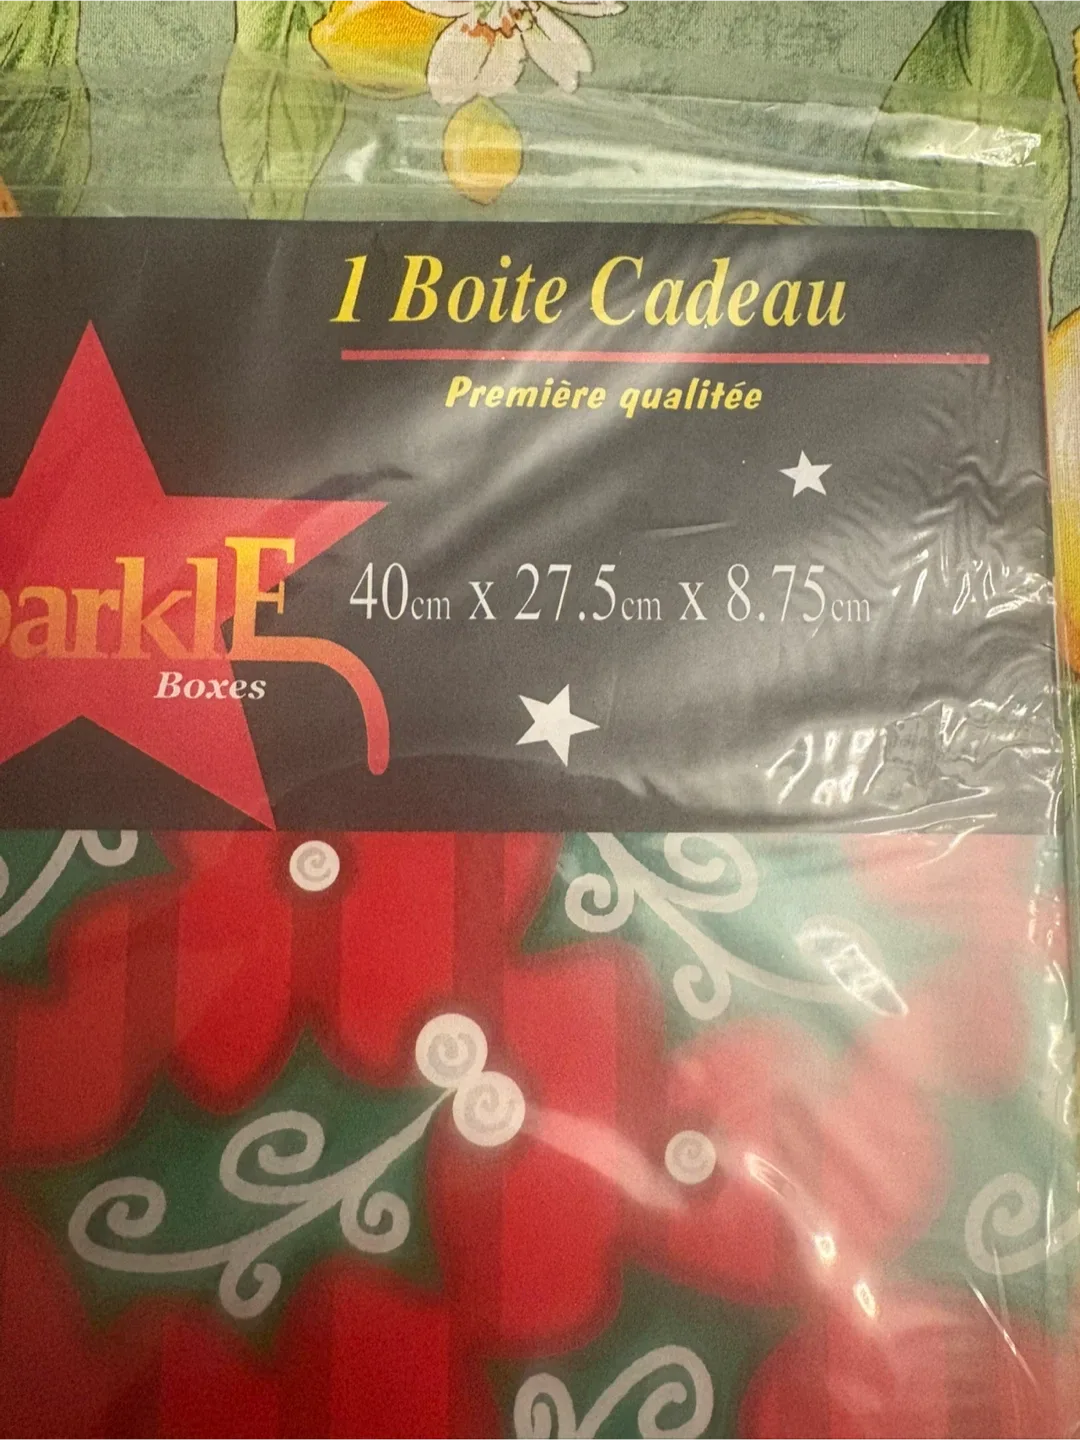 1 Boite Cadeau
Première qualitée
40cm x 27.5cm x 8.75cm
parklE
Boxes